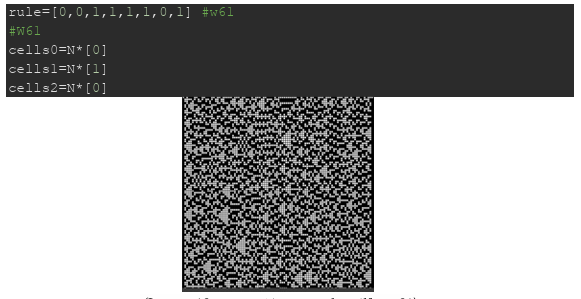 rule=[0,0,1,1,1,1,0,1] #w61
#W61
cells0=N*[0]
cells1=N*[1]
cells2=N*[0]